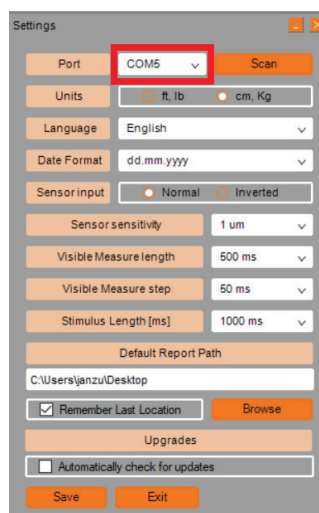 Settings
Port COM5 Scan
Units ft, lb cm, Kg
Language English
Date Format dd.mm.yyyy
Sensor input Normal Inverted
Sensor sensitivity 1 um
Visible Measure length 500 ms
Visible Measure step 50 ms
Stimulus Length [ms] 1000 ms
Default Report Path
C:\Users\janzu\Desktop
Remember Last Location Browse
Upgrades
Automatically check for updates
Save Exit